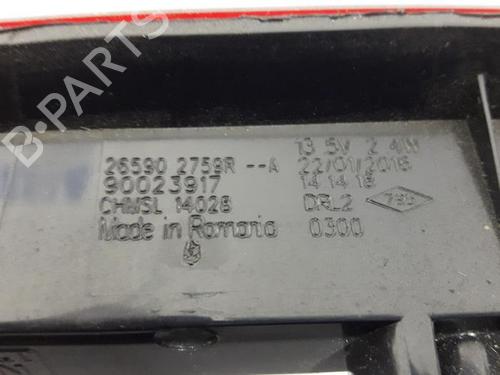 26590 2759R --A 13.5V 2.4W
90023917 22/01/2016
CHMSL 14028 14 14 16
Made in Romania DRL2
0300
B-PARTS